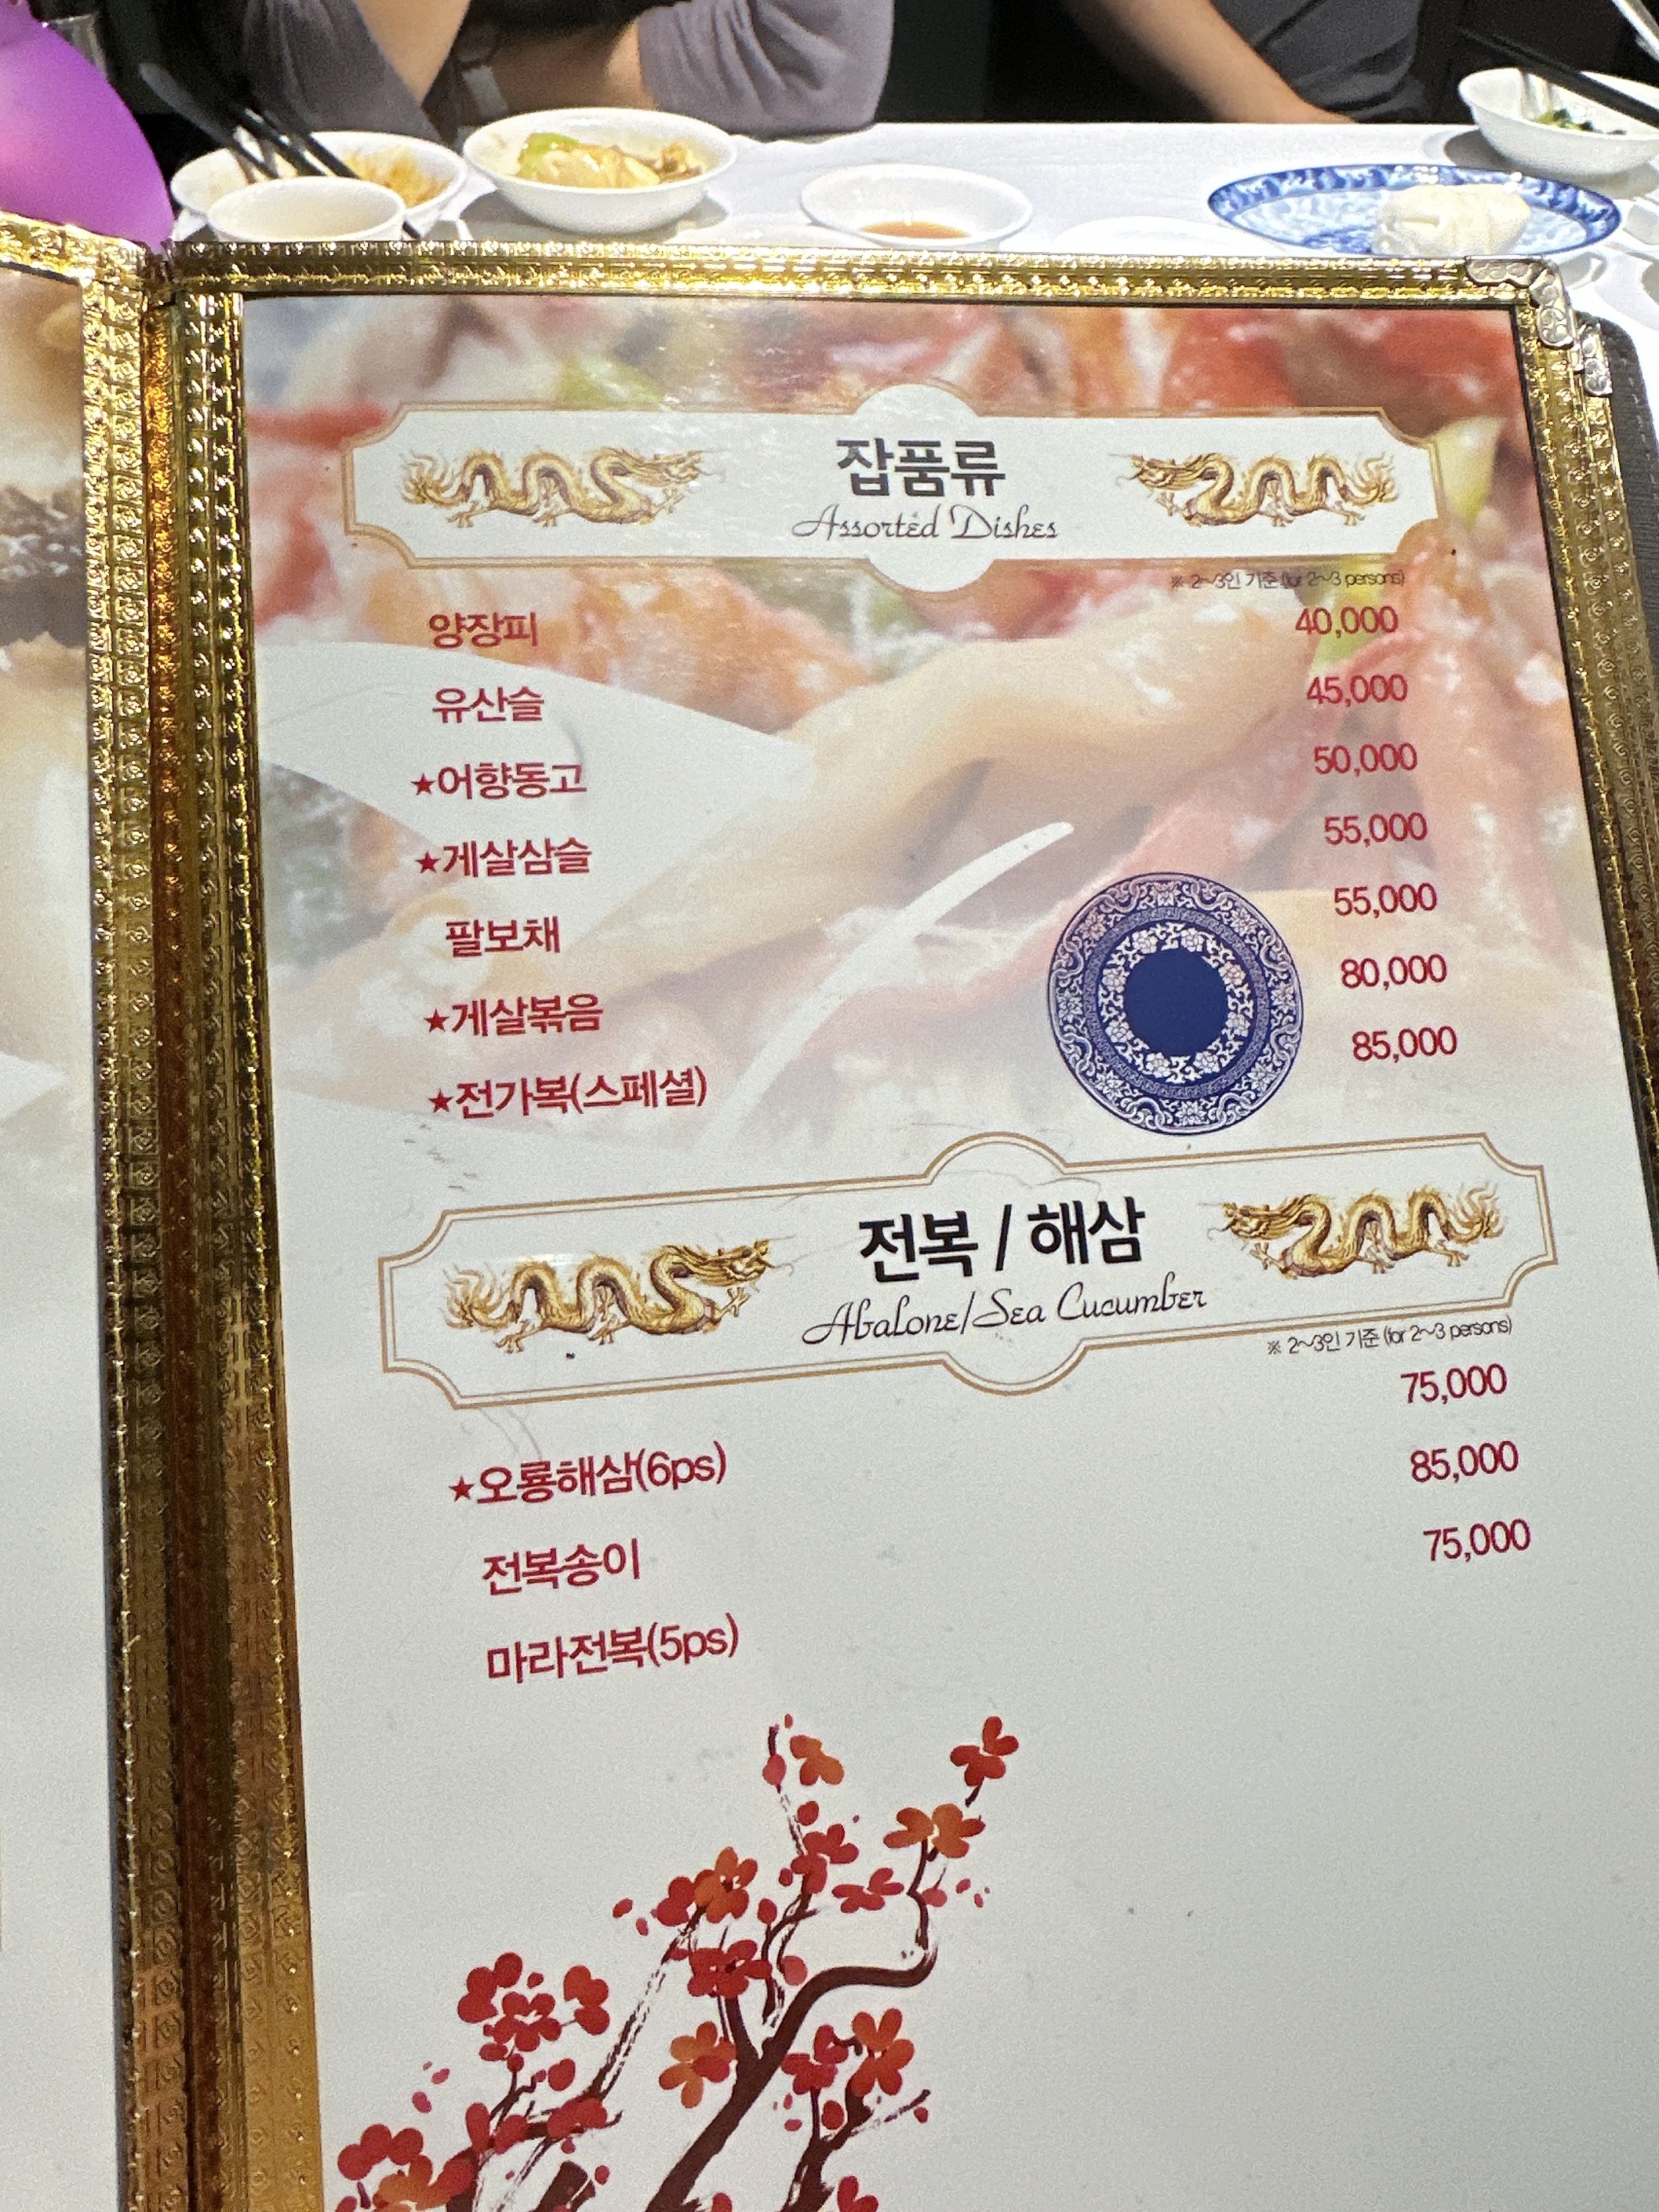 잡품류
Assorted Dishes
※ 2~3인 기준 (for 2~3 persons)
양장피 40,000
유산슬 45,000
★어향동고 50,000
★게살삼슬 55,000
팔보채 55,000
★게살볶음 80,000
★전가복(스페셜) 85,000
전복 / 해삼
Abalone/Sea Cucumber
※ 2~3인 기준 (for 2~3 persons)
★오룡해삼(6ps) 75,000
전복송이 85,000
마라전복(5ps) 75,000